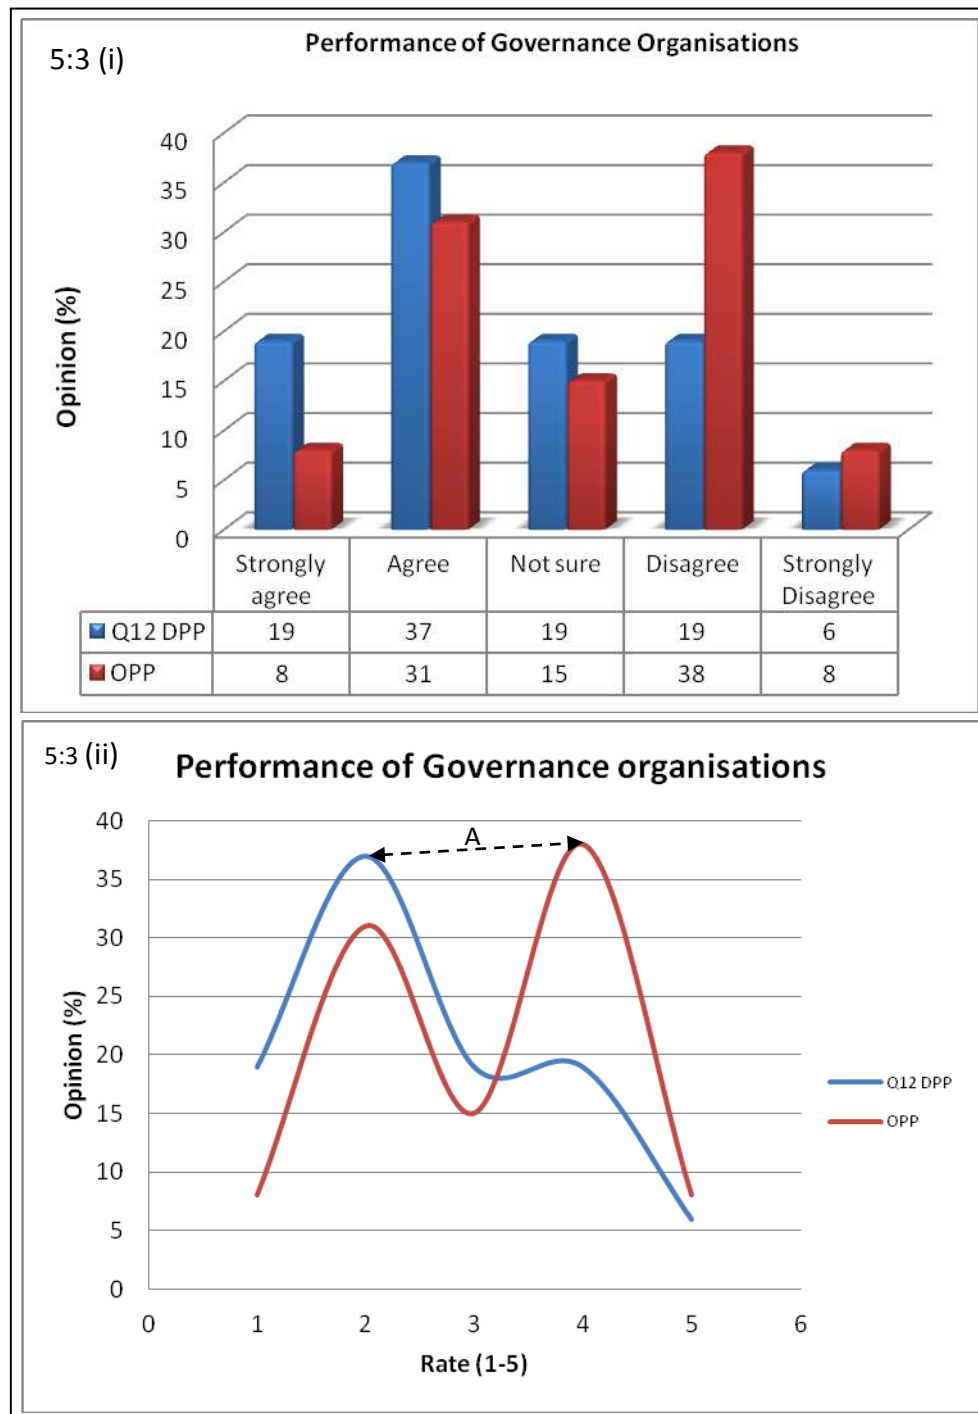 5:3 (i)
Performance of Governance Organisations
Opinion (%)
40
35
30
25
20
15
10
5
0
Strongly agree Agree Not sure Disagree Strongly Disagree
Q12 DPP 19 37 19 19 6
OPP 8 31 15 38 8
5:3 (ii)
Performance of Governance organisations
A
Opinion (%)
40
35
30
25
20
15
10
5
0
0 1 2 3 4 5 6
Rate (1-5)
Q12 DPP
OPP